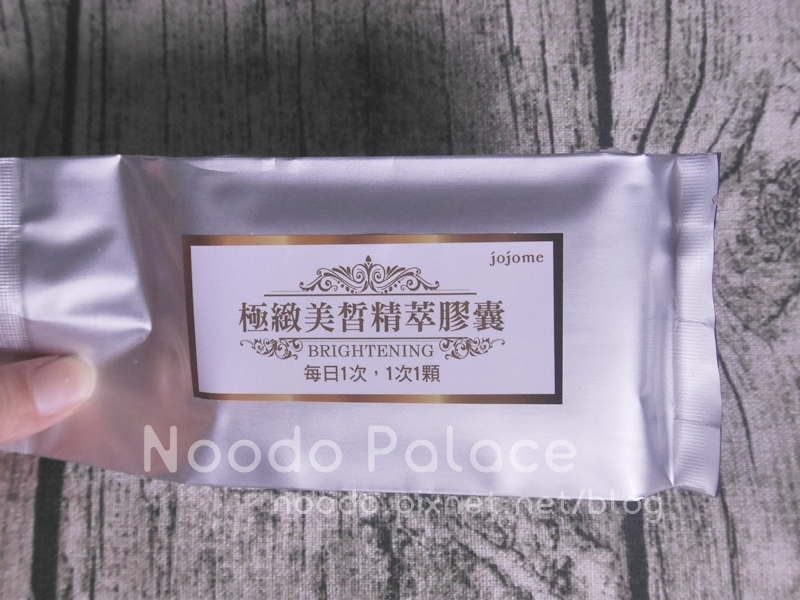 jojome
極緻美皙精萃膠囊
BRIGHTENING
每日1次，1次1顆
Noodo Palace
noodo.pixnet.net/blog